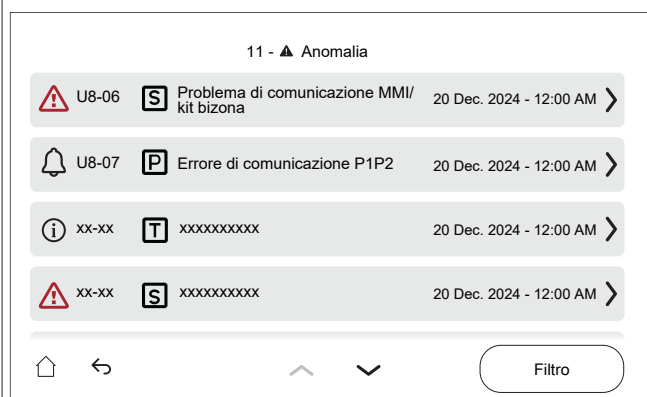 11 - Anomalia
U8-06 S Problema di comunicazione MMI/
kit bizona 20 Dec. 2024 - 12:00 AM
U8-07 P Errore di comunicazione P1P2 20 Dec. 2024 - 12:00 AM
xx-xx T xxxxxxxxxx 20 Dec. 2024 - 12:00 AM
xx-xx S xxxxxxxxxx 20 Dec. 2024 - 12:00 AM
Filtro